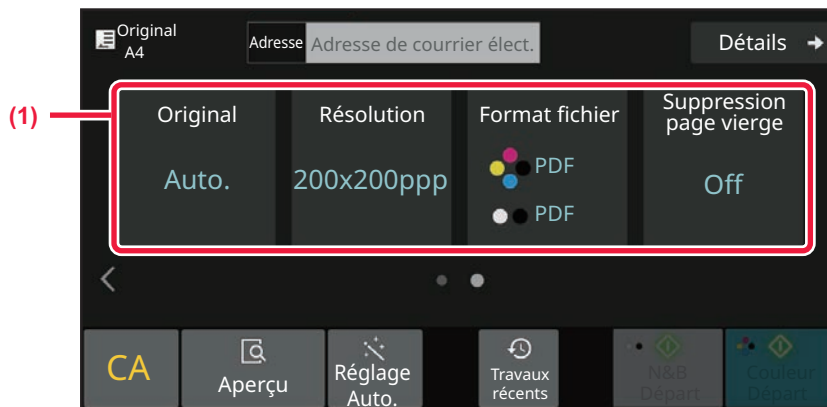 Original
A4
Adresse Adresse de courrier élect.
Détails
(1)
Original
Auto.
Résolution
200x200ppp
Format fichier
PDF
PDF
Suppression
page vierge
Off
CA
Aperçu
Réglage
Auto.
Travaux
récents
N&B
Départ
Couleur
Départ